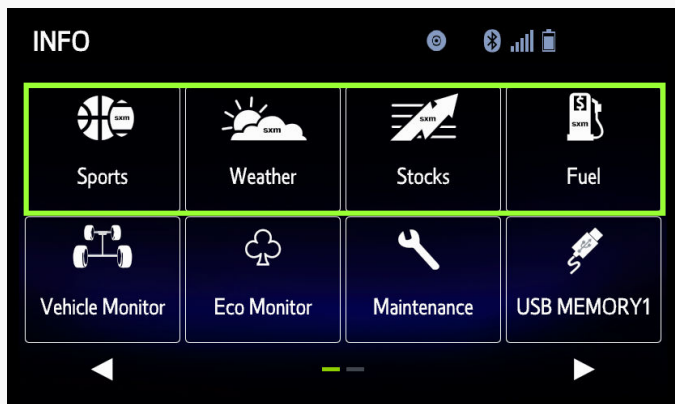 INFO
sxm
sxm
sxm
$
sxm
Sports Weather Stocks Fuel
Vehicle Monitor Eco Monitor Maintenance USB MEMORY1